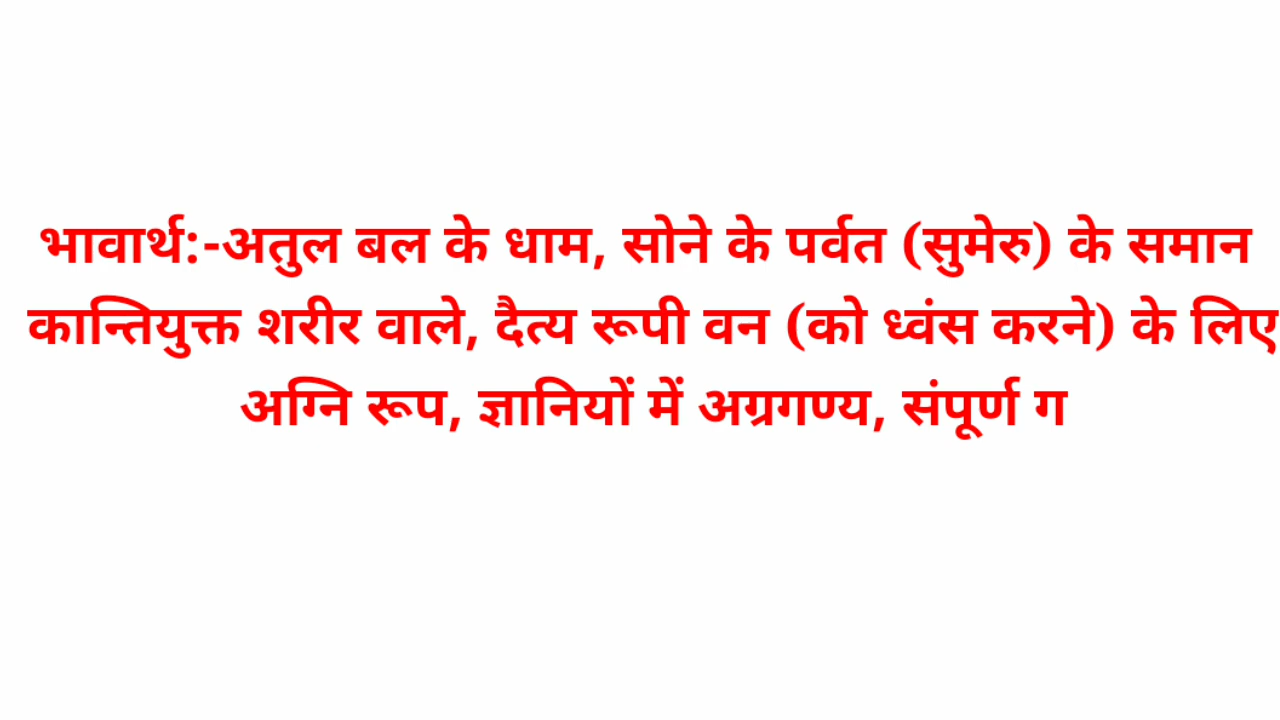 भावार्थ:-अतुल बल के धाम, सोने के पर्वत (सुमेरु) के समान
कान्तियुक्त शरीर वाले, दैत्य रूपी वन (को ध्वंस करने) के लिए
अग्नि रूप, ज्ञानियों में अग्रगण्य, संपूर्ण ग